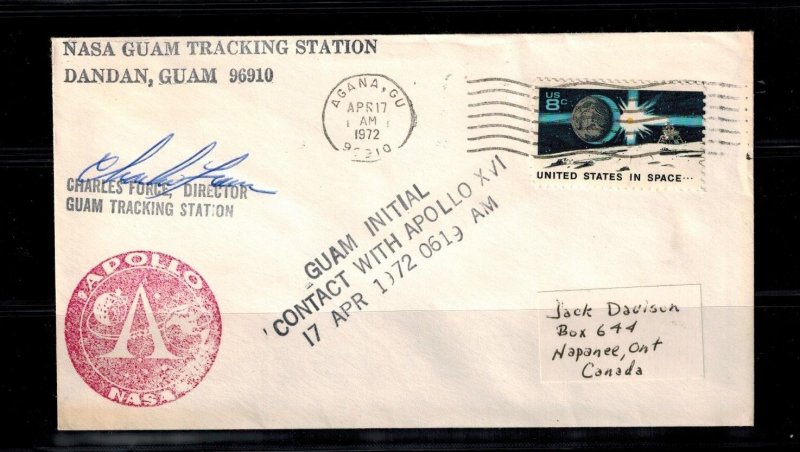 NASA GUAM TRACKING STATION
DANDAN, GUAM 96910
AGANA, GU
APR 17
AM
1972
96910
US
8c
UNITED STATES IN SPACE...
CHARLES FORCE, DIRECTOR
GUAM TRACKING STATION
GUAM INITIAL
CONTACT WITH APOLLO XVI
17 APR 1972 0619 AM
APOLLO
NASA
Jack Davison
Box 644
Napanee, Ont
Canada